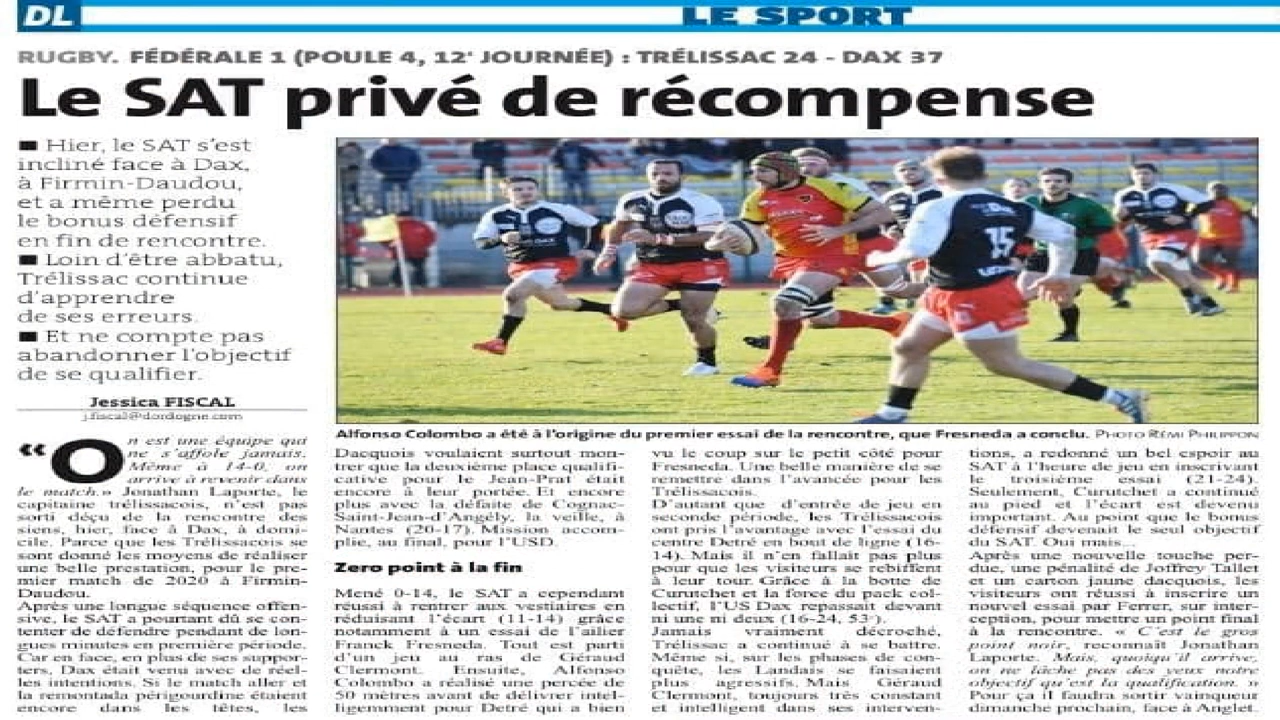 DL
LE SPORT
RUGBY. FÉDÉRALE 1 (POULE 4, 12e JOURNÉE) : TRÉLISSAC 24 - DAX 37
Le SAT privé de récompense
■ Hier, le SAT s'est
incliné face à Dax,
à Firmin-Daudou,
et a même perdu
le bonus défensif
en fin de rencontre.
■ Loin d'être abbatu,
Trélissac continue
d'apprendre
de ses erreurs.
■ Et ne compte pas
abandonner l'objectif
de se qualifier.
Jessica FISCAL
j.fiscal@dordogne.com
15
Alfonso Colombo a été à l'origine du premier essai de la rencontre, que Fresneda a conclu. PHOTO RÉMI PHILIPPON
«On est une équipe qui
ne s'affole jamais.
Même à 14-0, on
arrive à revenir dans
le match.» Jonathan Laporte, le
capitaine trélissacois, n'est pas
sorti déçu de la rencontre des
siens, hier, face à Dax, à domi-
cile. Parce que les Trélissacois se
sont donné les moyens de réaliser
une belle prestation, pour le pre-
mier match de 2020 à Firmin-
Daudou.
Après une longue séquence offen-
sive, le SAT a pourtant dû se con-
tenter de défendre pendant de lon-
gues minutes en première période.
Car en face, en plus de ses suppor-
ters, Dax était venu avec de réel-
les intentions. Si le match aller et
la remontada périgourdine étaient
encore dans les têtes, les
Dacquois voulaient surtout mon-
trer que la deuxième place qualifi-
cative pour le Jean-Prat était
encore à leur portée. Et encore
plus avec la défaite de Cognac-
Saint-Jean-d'Angély, la veille, à
Nantes (20-17). Mission accom-
plie, au final, pour l'USD.
Zero point à la fin
Mené 0-14, le SAT a cependant
réussi à rentrer aux vestiaires en
réduisant l'écart (11-14) grâce
notamment à un essai de l'ailier
Franck Fresneda. Tout est parti
d'un jeu au ras de Géraud
Clermont. Ensuite, Alfonso
Colombo a réalisé une percée de
50 mètres avant de délivrer intel-
ligemment pour Detré qui a bien
vu le coup sur le petit côté pour
Fresneda. Une belle manière de se
remettre dans l'avancée pour les
Trélissacois.
D'autant que d'entrée de jeu en
seconde période, les Trélissacois
ont pris l'avantage avec l'essai du
centre Detré en bout de ligne (16-
14). Mais il n'en fallait pas plus
pour que les visiteurs se rebiffent
à leur tour. Grâce à la botte de
Curutchet et la force du pack col-
lectif, l'US Dax repassait devant
ni une ni deux (16-24, 53e).
Jamais vraiment décroché,
Trélissac a continué à se battre.
Même si, sur les phases de con-
quête, les Landais se faisaient
plus agressifs. Mais Géraud
Clermont, toujours très constant
et intelligent dans ses interven-
tions, a redonné un bel espoir au
SAT à l'heure de jeu en inscrivant
le troisième essai (21-24).
Seulement, Curutchet a continué
au pied et l'écart est devenu
important. Au point que le bonus
défensif devenait le seul objectif
du SAT. Oui mais...
Après une nouvelle touche per-
due, une pénalité de Joffrey Tallet
et un carton jaune dacquois, les
visiteurs ont réussi à inscrire un
nouvel essai par Ferrer, sur inter-
ception, pour mettre un point final
à la rencontre. « C'est le gros
point noir, reconnaît Jonathan
Laporte. Mais, quoiqu'il arrive,
on ne lâche pas des yeux notre
objectif qu'est la qualification. »
Pour ça il faudra sortir vainqueur
dimanche prochain, face à Anglet.